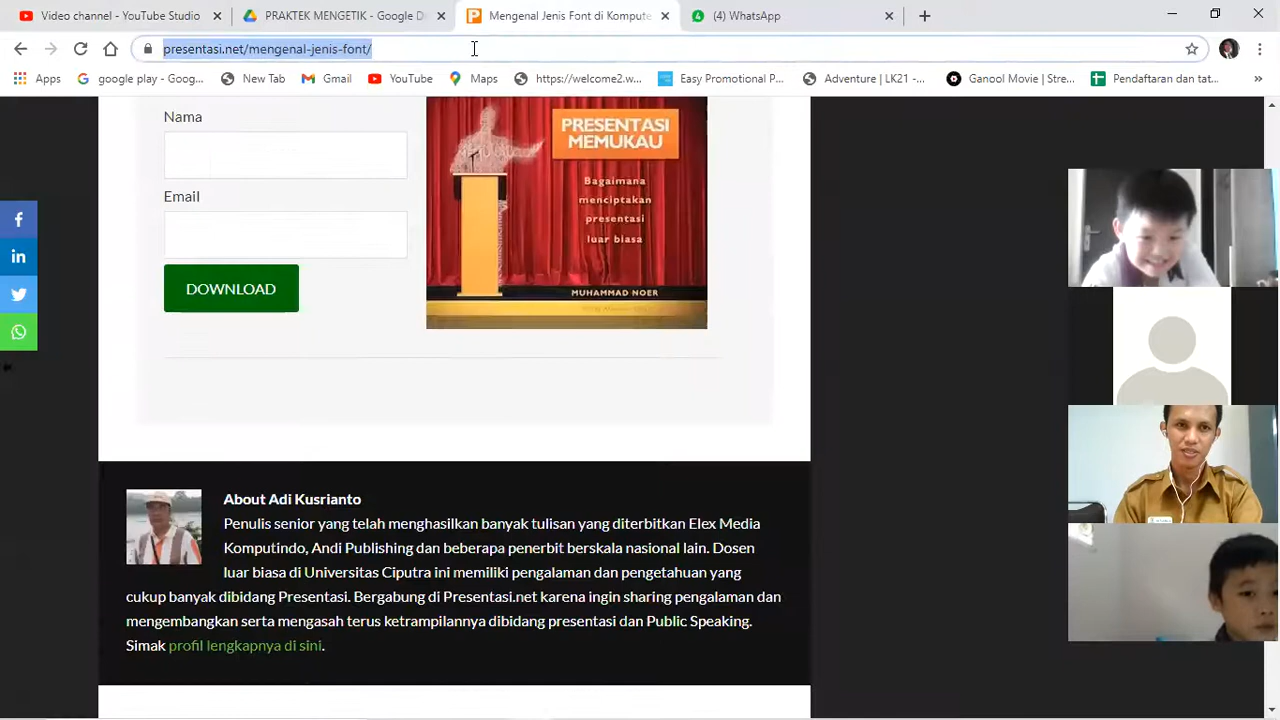 Video channel - YouTube Studio
PRAKTEK MENGETIK - Google D
Mengenal Jenis Font di Kompute
(4) WhatsApp
presentasi.net/mengenal-jenis-font/
Apps
google play - Goog...
New Tab
Gmail
YouTube
Maps
https://welcome2.w...
Easy Promotional P...
Adventure | LK21 -...
Ganool Movie | Stre...
Pendaftaran dan tat...
Nama
Email
DOWNLOAD
PRESENTASI
MEMUKAU
Bagaimana
menciptakan
presentasi
luar biasa
MUHAMMAD NOER
About Adi Kusrianto
Penulis senior yang telah menghasilkan banyak tulisan yang diterbitkan Elex Media
Komputindo, Andi Publishing dan beberapa penerbit berskala nasional lain. Dosen
luar biasa di Universitas Ciputra ini memiliki pengalaman dan pengetahuan yang
cukup banyak dibidang Presentasi. Bergabung di Presentasi.net karena ingin sharing pengalaman dan
mengembangkan serta mengasah terus ketrampilannya dibidang presentasi dan Public Speaking.
Simak profil lengkapnya di sini.